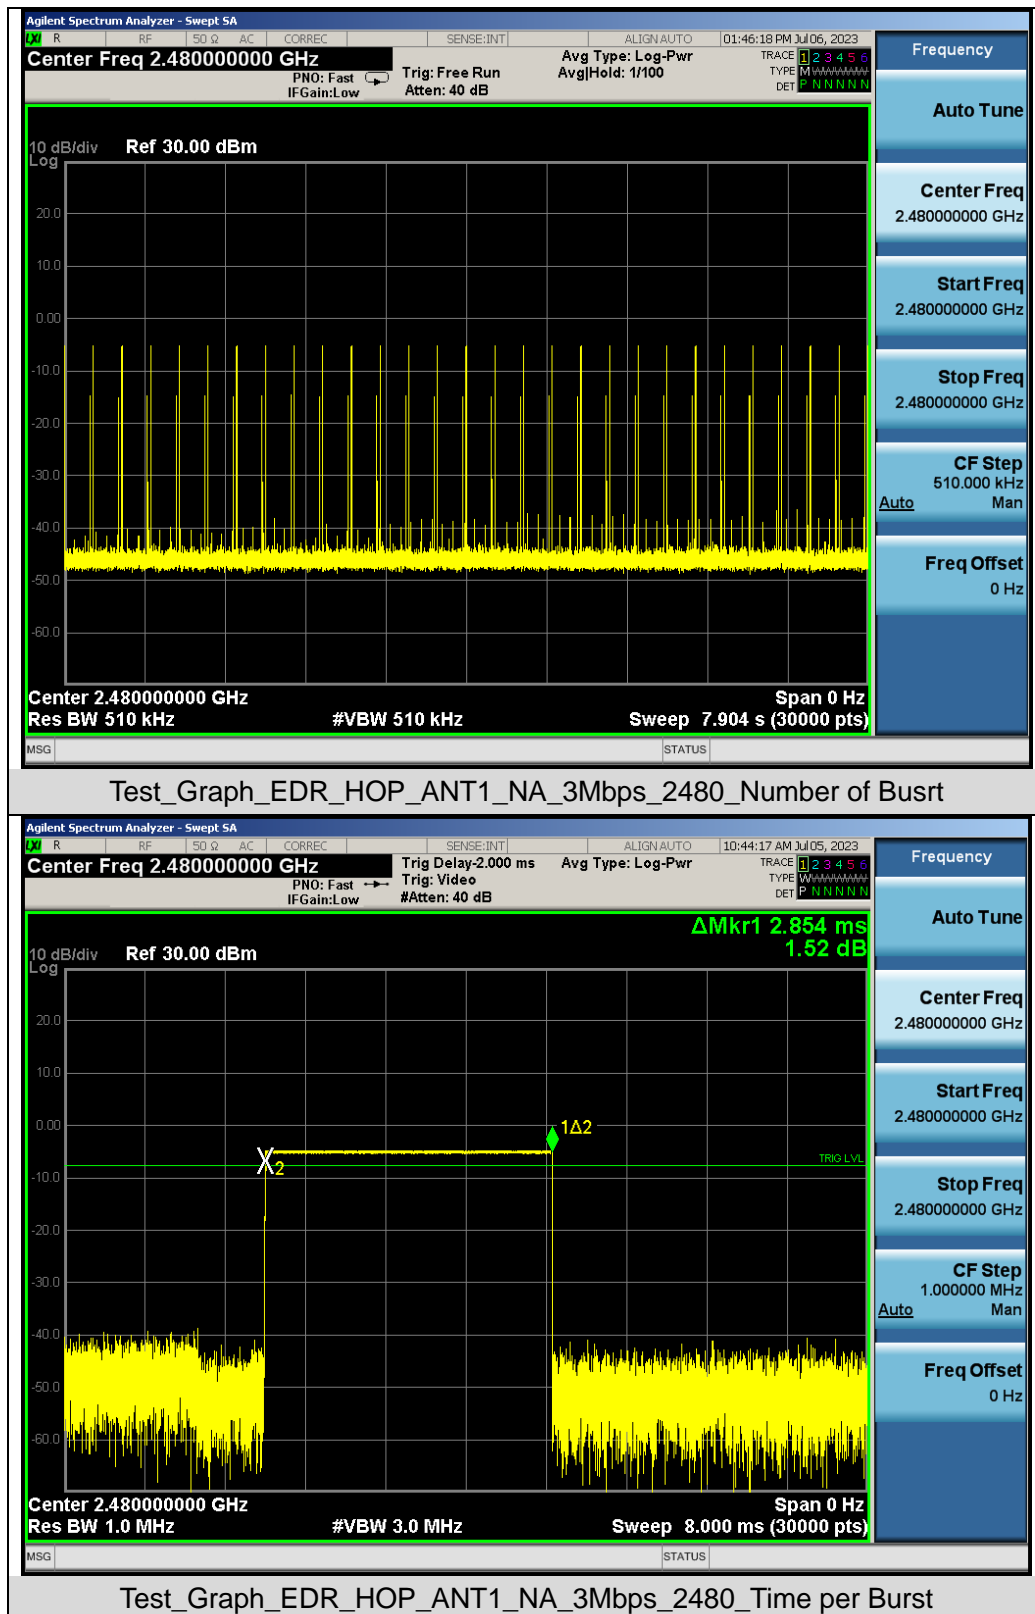 Agilent Spectrum Analyzer - Swept SA
LXI R RF 50 Ω AC CORREC SENSE:INT ALIGN AUTO 01:46:18 PM Jul 06, 2023
Center Freq 2.480000000 GHz
PNO: Fast
IFGain:Low
Trig: Free Run
Atten: 40 dB
Avg Type: Log-Pwr
Avg|Hold: 1/100
TRACE 1 2 3 4 5 6
TYPE M WWWWW
DET P N N N N N
Frequency
Auto Tune
Center Freq
2.480000000 GHz
Start Freq
2.480000000 GHz
Stop Freq
2.480000000 GHz
CF Step
510.000 kHz
Auto Man
Freq Offset
0 Hz
10 dB/div Ref 30.00 dBm
Log
20.0
10.0
0.00
-10.0
-20.0
-30.0
-40.0
-50.0
-60.0
Center 2.480000000 GHz Span 0 Hz
Res BW 510 kHz #VBW 510 kHz Sweep 7.904 s (30000 pts)
MSG STATUS
Test_Graph_EDR_HOP_ANT1_NA_3Mbps_2480_Number of Busrt
Agilent Spectrum Analyzer - Swept SA
LXI R RF 50 Ω AC CORREC SENSE:INT ALIGN AUTO 10:44:17 AM Jul 05, 2023
Center Freq 2.480000000 GHz
PNO: Fast
IFGain:Low
Trig Delay-2.000 ms
Trig: Video
#Atten: 40 dB
Avg Type: Log-Pwr
TRACE 1 2 3 4 5 6
TYPE WWWWWW
DET P N N N N N
Frequency
Auto Tune
Center Freq
2.480000000 GHz
Start Freq
2.480000000 GHz
Stop Freq
2.480000000 GHz
CF Step
1.000000 MHz
Auto Man
Freq Offset
0 Hz
ΔMkr1 2.854 ms
1.52 dB
10 dB/div Ref 30.00 dBm
Log
20.0
10.0
0.00
-10.0
-20.0
-30.0
-40.0
-50.0
-60.0
1Δ2
X2
TRIG LVL
Center 2.480000000 GHz Span 0 Hz
Res BW 1.0 MHz #VBW 3.0 MHz Sweep 8.000 ms (30000 pts)
MSG STATUS
Test_Graph_EDR_HOP_ANT1_NA_3Mbps_2480_Time per Burst